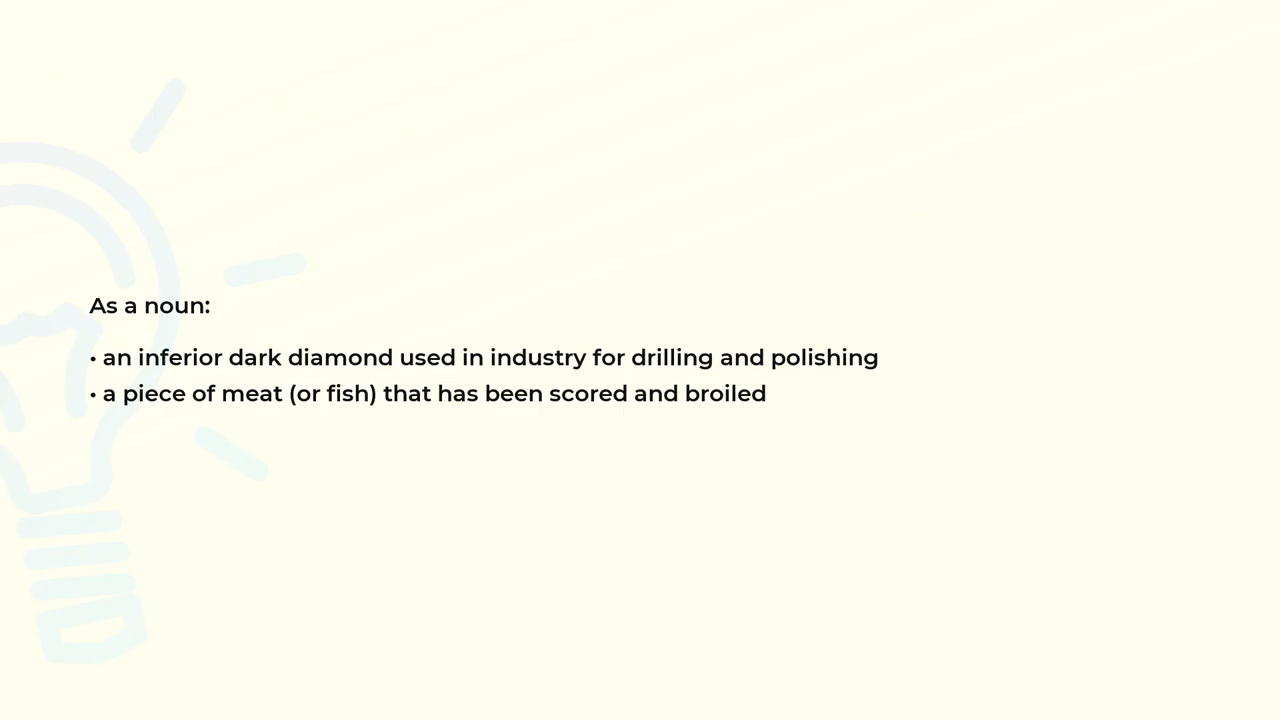 As a noun:
• an inferior dark diamond used in industry for drilling and polishing
• a piece of meat (or fish) that has been scored and broiled